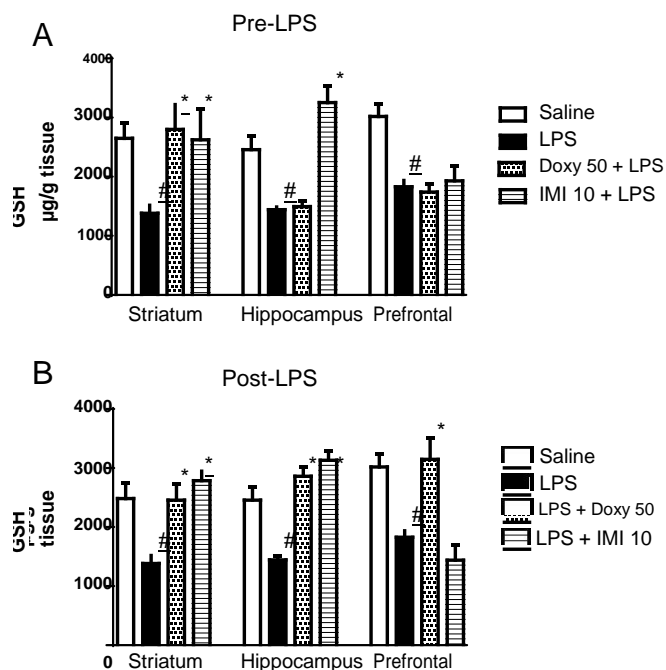 A
Pre-LPS
4000
3000
2000
1000
0
GSH
µg/g tissue
* *
*
#
#
#
Saline
LPS
Doxy 50 + LPS
IMI 10 + LPS
Striatum Hippocampus Prefrontal
B
Post-LPS
4000
3000
2000
1000
0
GSH
tissue
* *
* *
*
#
#
#
Saline
LPS
LPS + Doxy 50
LPS + IMI 10
Striatum Hippocampus Prefrontal